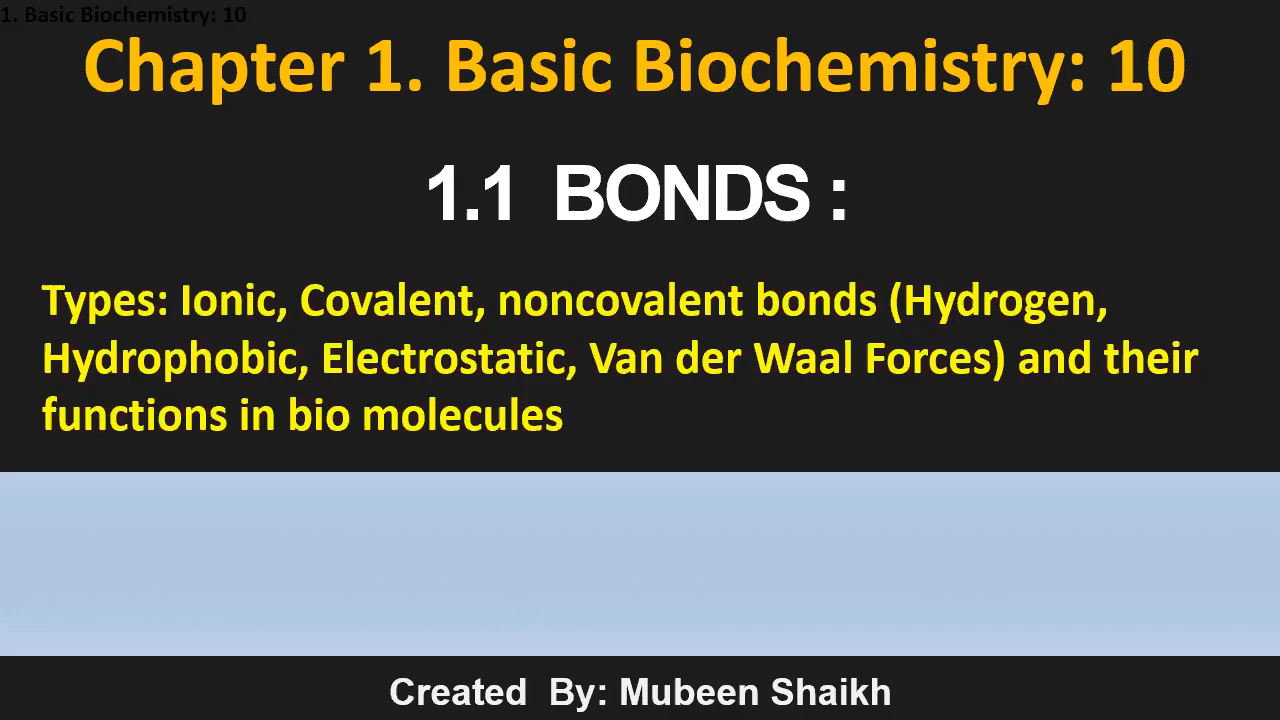 1. Basic Biochemistry: 10
Chapter 1. Basic Biochemistry: 10
1.1 BONDS :
Types: Ionic, Covalent, noncovalent bonds (Hydrogen,
Hydrophobic, Electrostatic, Van der Waal Forces) and their
functions in bio molecules
Created By: Mubeen Shaikh